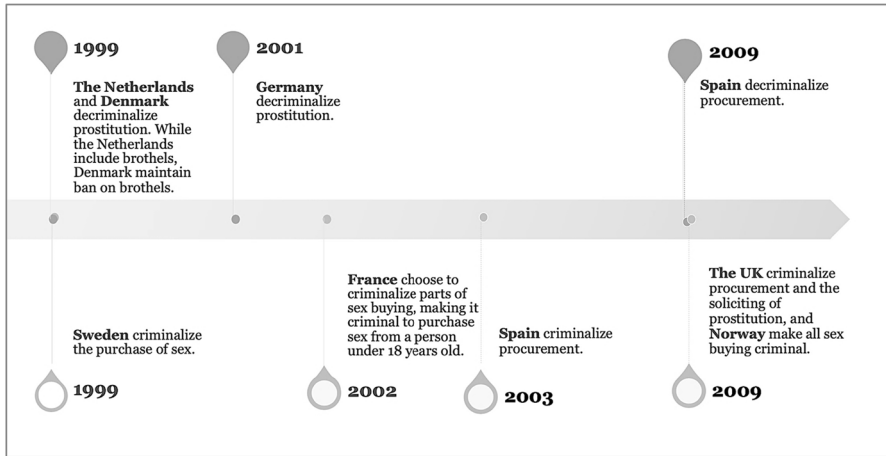 1999
The Netherlands
and Denmark
decriminalize
prostitution. While
the Netherlands
include brothels,
Denmark maintain
ban on brothels.
2001
Germany
decriminalize
prostitution.
2009
Spain decriminalize
procurement.
Sweden criminalize
the purchase of sex.
1999
France choose to
criminalize parts of
sex buying, making it
criminal to purchase
sex from a person
under 18 years old.
2002
Spain criminalize
procurement.
2003
The UK criminalize
procurement and the
soliciting of
prostitution, and
Norway make all sex
buying criminal.
2009